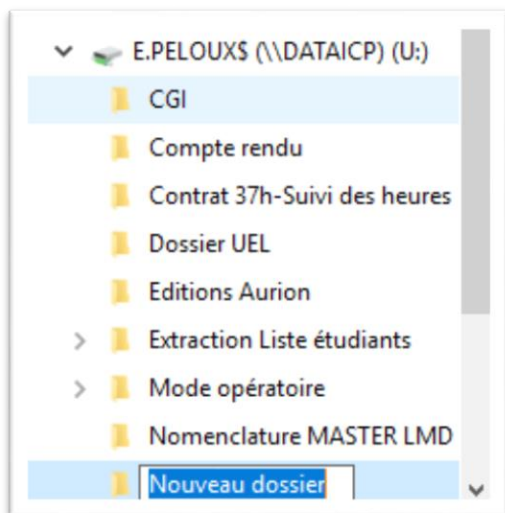 E.PELOUX$ (\\DATAICP) (U:)
CGI
Compte rendu
Contrat 37h-Suivi des heures
Dossier UEL
Editions Aurion
Extraction Liste étudiants
Mode opératoire
Nomenclature MASTER LMD
Nouveau dossier